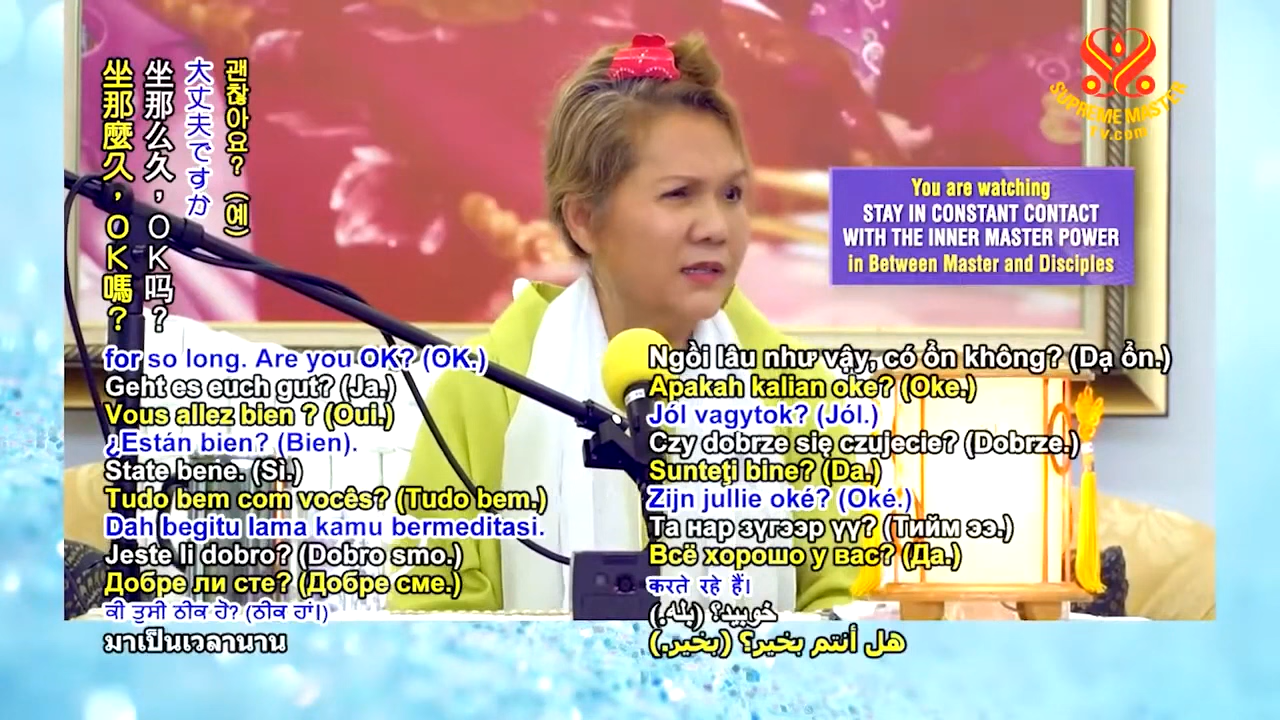 SUPREME MASTER
TV.com
You are watching
STAY IN CONSTANT CONTACT
WITH THE INNER MASTER POWER
in Between Master and Disciples
괜찮아요? (예)
大丈夫ですか
坐那么久，OK吗？
坐那麼久，OK嗎？
for so long. Are you OK? (OK.)
Geht es euch gut? (Ja.)
Vous allez bien ? (Oui.)
¿Están bien? (Bien).
State bene. (Sì.)
Tudo bem com vocês? (Tudo bem.)
Dah begitu lama kamu bermeditasi.
Jeste li dobro? (Dobro smo.)
Добре ли сте? (Добре сме.)
ਕੀ ਤੁਸੀ ਠੀਕ ਹੋ? (ਠੀਕ ਹਾਂ।)
มาเป็นเวลานาน
Ngồi lâu như vậy, có ổn không? (Dạ ổn.)
Apakah kalian oke? (Oke.)
Jól vagytok? (Jól.)
Czy dobrze się czujecie? (Dobrze.)
Sunteţi bine? (Da.)
Zijn jullie oké? (Oké.)
Та нар зүгээр үү? (Тийм ээ.)
Всё хорошо у вас? (Да.)
करते रहे हैं।
خوبید؟ (بله.)
هل أنتم بخير؟ (بخير.)